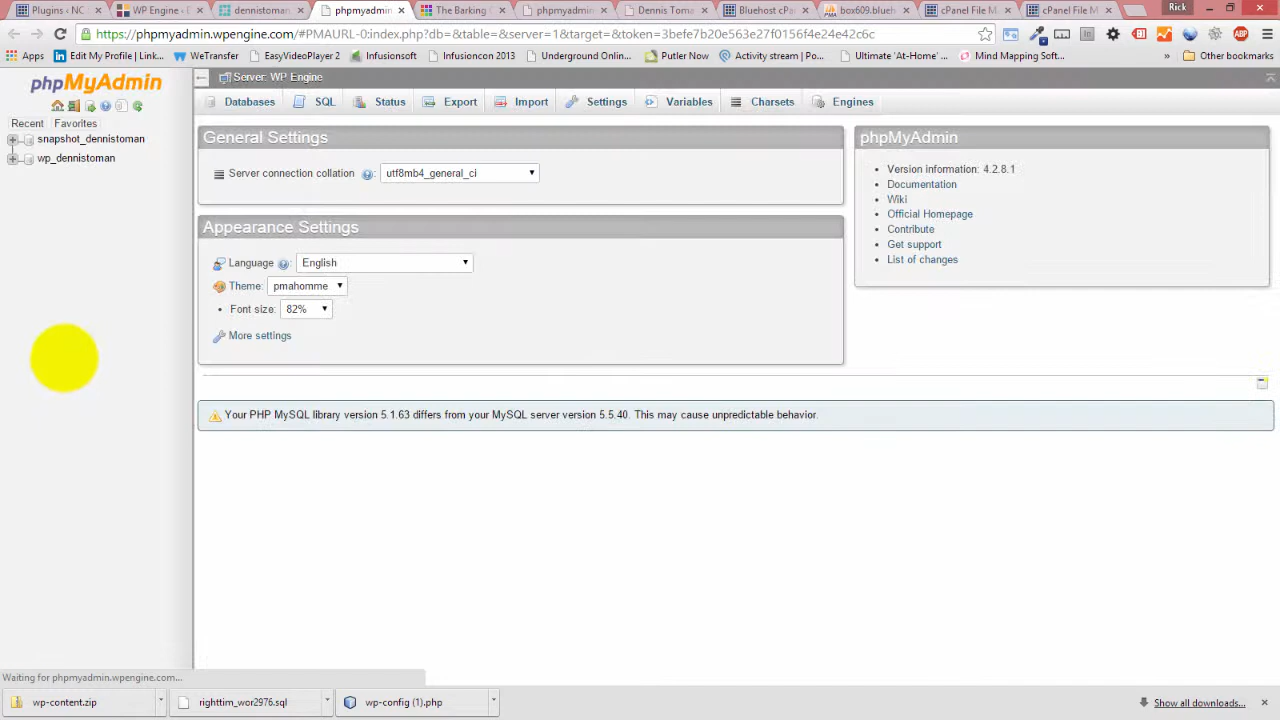 Plugins ‹ NC
WP Engine ‹ D
dennistoman.
phpmyadmin
The Barking
phpmyadmin
Dennis Toma
Bluehost cPa
box609.blueh
cPanel File M
cPanel File M
Rick
https://phpmyadmin.wpengine.com/#PMAURL-0:index.php?db=&table=&server=1&target=&token=3befe7b20e563e27f0156f4e24e42c6c
Apps
Edit My Profile | Link...
WeTransfer
EasyVideoPlayer 2
Infusionsoft
Infusioncon 2013
Underground Onli...
Putler Now
Activity stream | Po...
Ultimate 'At-Home'...
Mind Mapping Soft...
»
Other bookmarks
phpMyAdmin
Recent Favorites
snapshot_dennistoman
wp_dennistoman
Server: WP Engine
Databases
SQL
Status
Export
Import
Settings
Variables
Charsets
Engines
General Settings
Server connection collation : utf8mb4_general_ci
Appearance Settings
Language : English
Theme: pmahomme
• Font size: 82%
More settings
phpMyAdmin
• Version information: 4.2.8.1
• Documentation
• Wiki
• Official Homepage
• Contribute
• Get support
• List of changes
Your PHP MySQL library version 5.1.63 differs from your MySQL server version 5.5.40. This may cause unpredictable behavior.
Waiting for phpmyadmin.wpengine.com...
wp-content.zip
righttim_wor2976.sql
wp-config (1).php
Show all downloads...